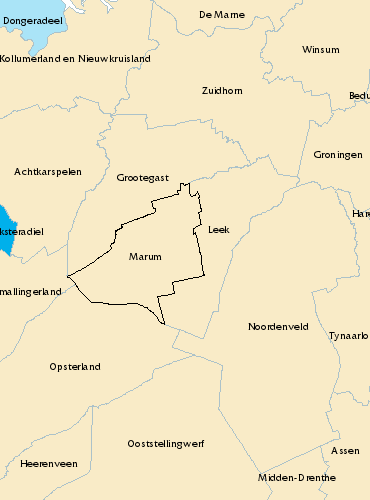 De Marne
Dongeradeel
Winsum
Kollumerland en Nieuwkruisland
Zuidhorn
Bedu
Groningen
Achtkarspelen
Grootegast
Har
ksteradiel
Leek
Marum
mallingerland
Noordenveld
Tynaarlo
Opsterland
Ooststellingwerf
Assen
Heerenveen
Midden-Drenthe